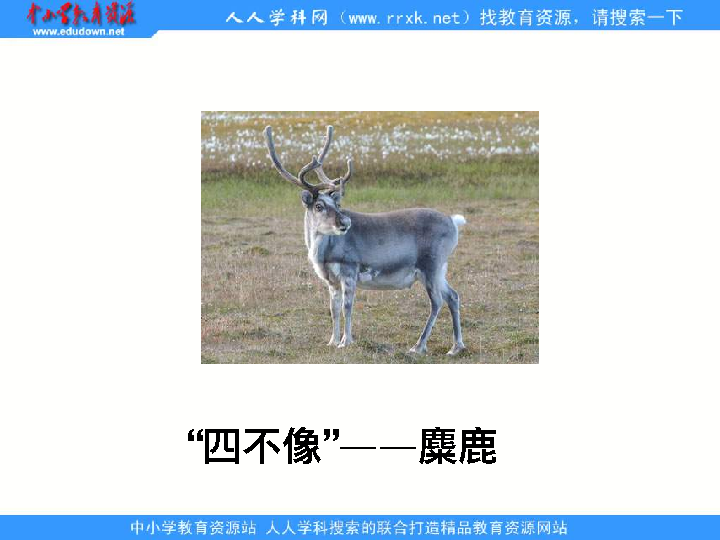 中小学教育资源
www.edudown.net
人人学科网（www.rrxk.net）找教育资源，请搜索一下
“四不像”——麋鹿
中小学教育资源站 人人学科搜索的联合打造精品教育资源网站